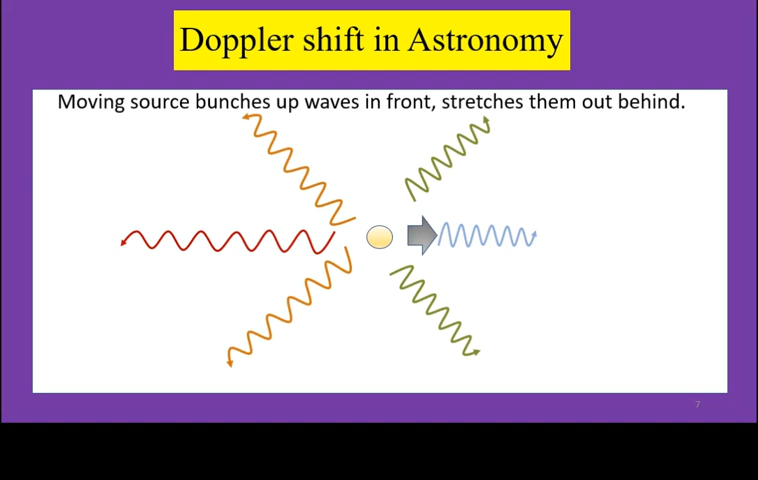 Doppler shift in Astronomy
Moving source bunches up waves in front, stretches them out behind.
7